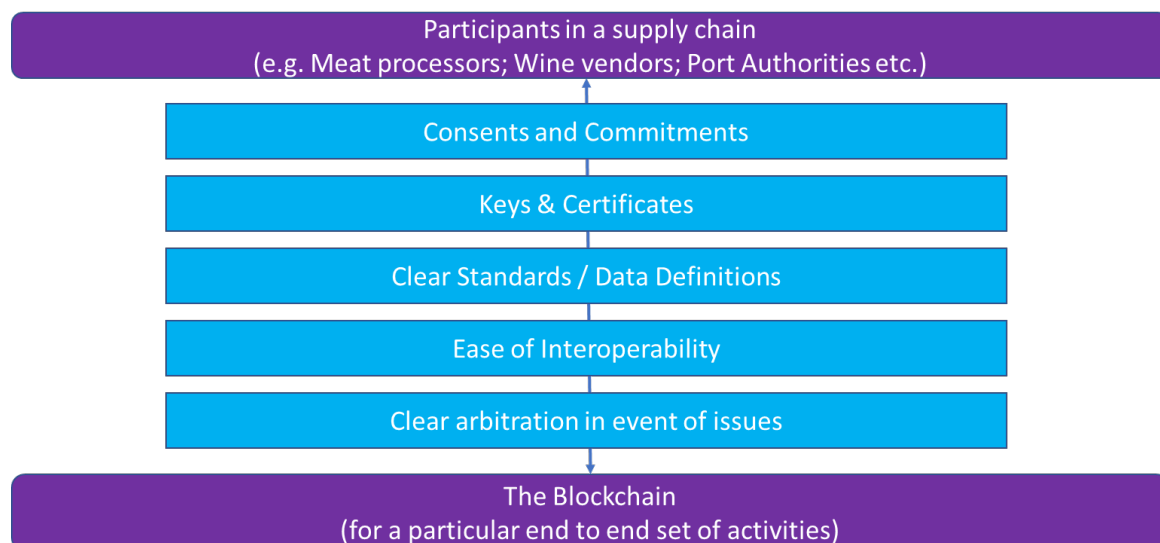 Participants in a supply chain
(e.g. Meat processors; Wine vendors; Port Authorities etc.)
Consents and Commitments
Keys & Certificates
Clear Standards / Data Definitions
Ease of Interoperability
Clear arbitration in event of issues
The Blockchain
(for a particular end to end set of activities)